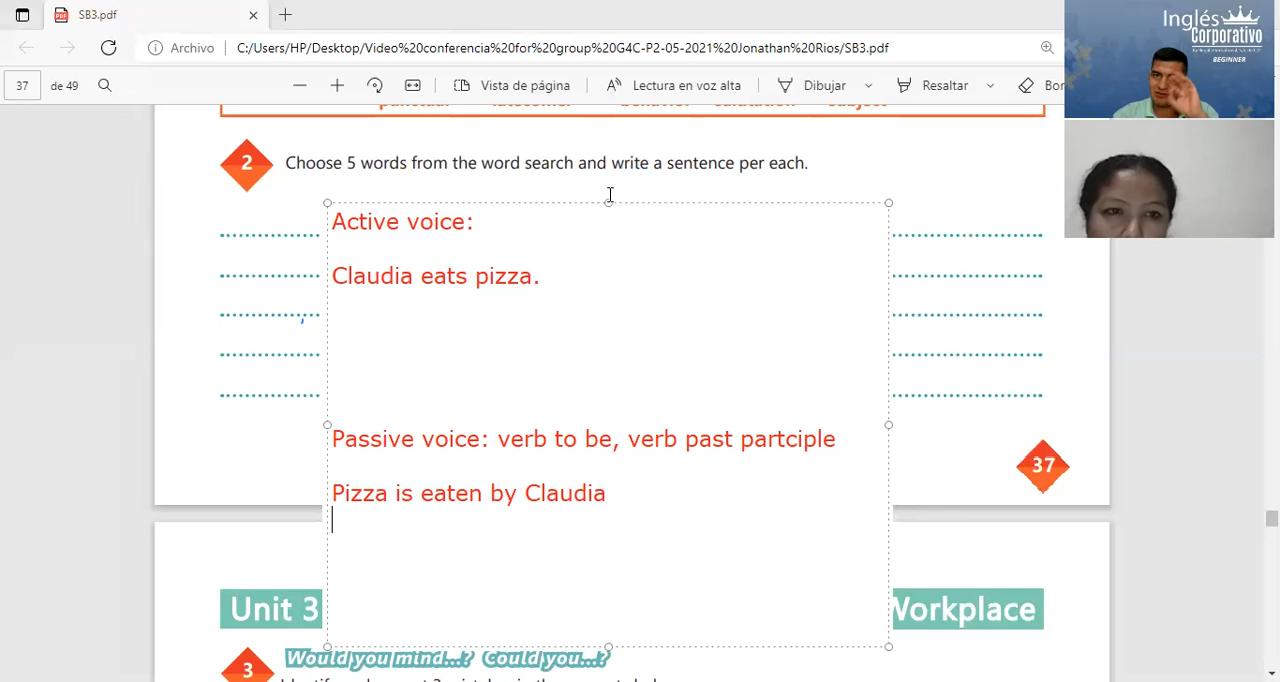 SB3.pdf
Archivo
C:/Users/HP/Desktop/Video%20conferencia%20for%20group%20G4C-P2-05-2021%20Jonathan%20Rios/SB3.pdf
37
de 49
Vista de página
Lectura en voz alta
Dibujar
Resaltar
Bor
Inglés
Corporativo
BEGINNER
2
Choose 5 words from the word search and write a sentence per each.
Active voice:
Claudia eats pizza.
Passive voice: verb to be, verb past partciple
Pizza is eaten by Claudia
37
Unit 3
Workplace
3
Would you mind...? Could you...?